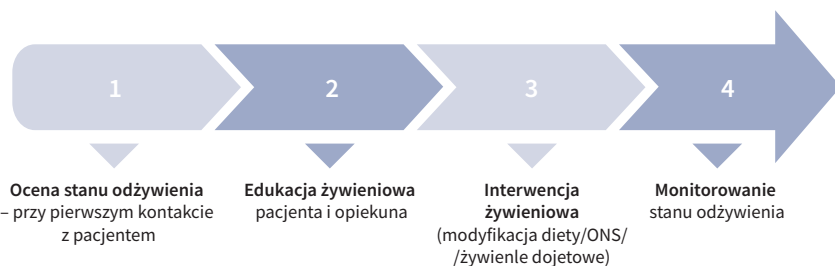 1
2
3
4
Ocena stanu odżywienia
– przy pierwszym kontakcie
z pacjentem
Edukacja żywieniowa
pacjenta i opiekuna
Interwencja
żywieniowa
(modyfikacja diety/ONS/
/żywienle dojetowe)
Monitorowanie
stanu odżywienia